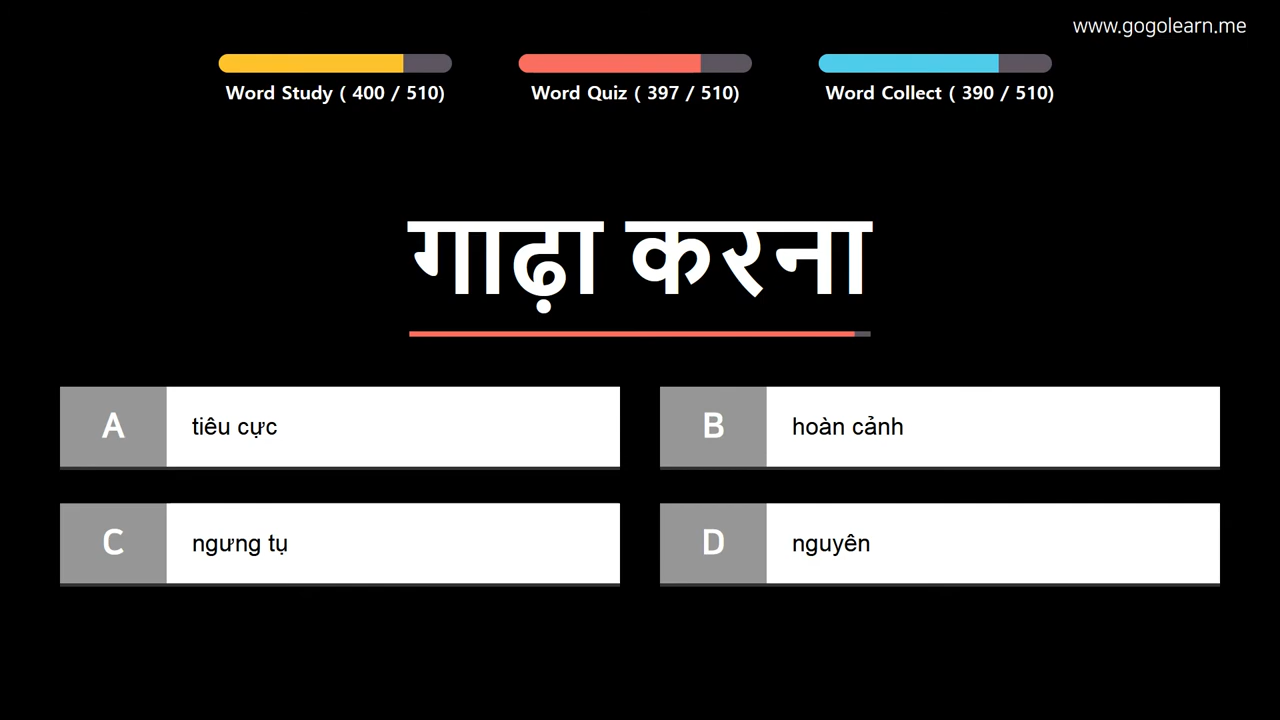 www.gogolearn.me
Word Study ( 400 / 510)
Word Quiz ( 397 / 510)
Word Collect ( 390 / 510)
गाढ़ा करना
A tiêu cực
B hoàn cảnh
C ngưng tụ
D nguyên